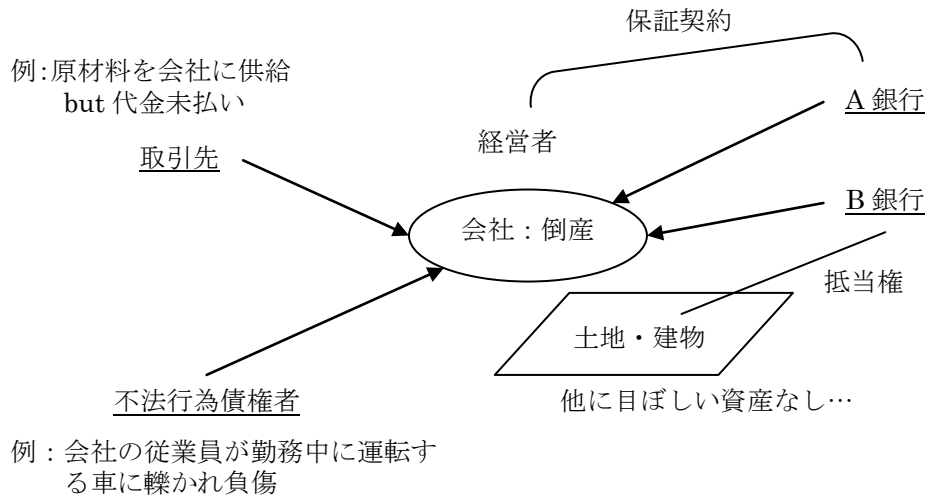 保証契約
例:原材料を会社に供給
but 代金未払い
A 銀行
経営者
取引先
B 銀行
会社：倒産
抵当権
土地・建物
不法行為債権者
他に目ぼしい資産なし…
例：会社の従業員が勤務中に運転す
る車に轢かれ負傷